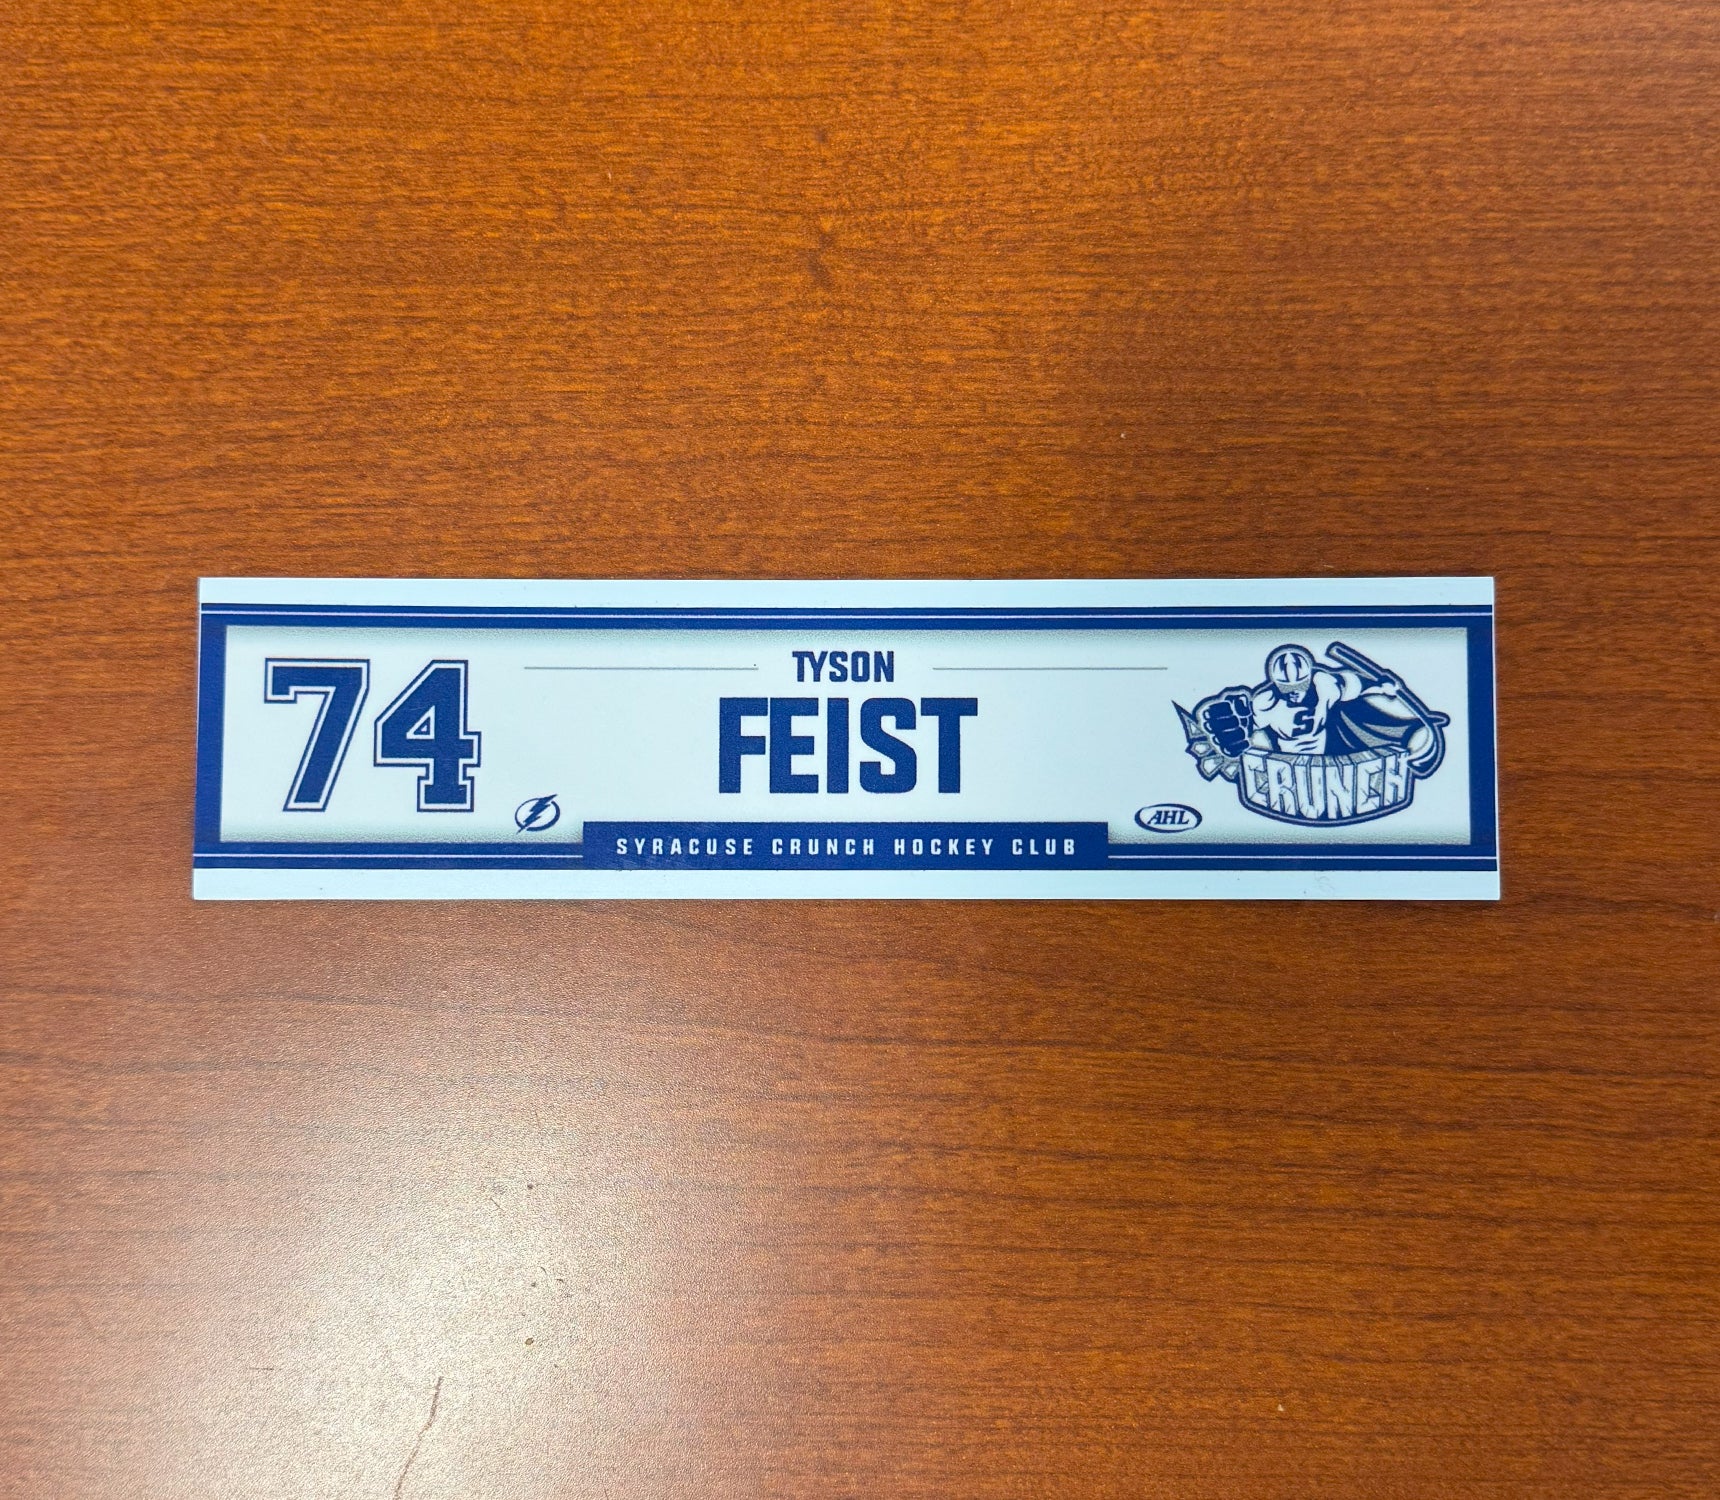 74
TYSON
FEIST
S
CRUNCH
AHL
SYRACUSE CRUNCH HOCKEY CLUB